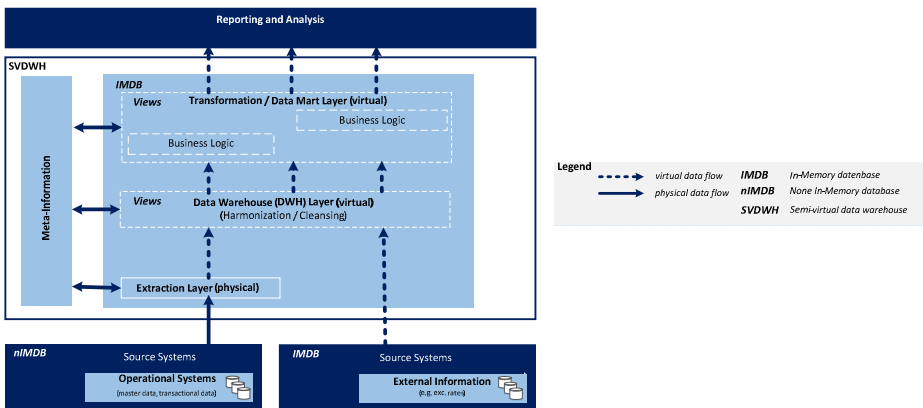 Reporting and Analysis
SVDWH
IMDB
Views Transformation / Data Mart Layer (virtual)
Business Logic
Business Logic
Meta-Information
Views Data Warehouse (DWH) Layer (virtual)
(Harmonization / Cleansing)
Extraction Layer (physical)
nIMDB
Source Systems
Operational Systems
(master data, transactional data)
IMDB
Source Systems
External Information
(e.g. exc. rates)
Legend
virtual data flow IMDB In-Memory datenbase
physical data flow nIMDB None In-Memory database
SVDWH Semi-virtual data warehouse